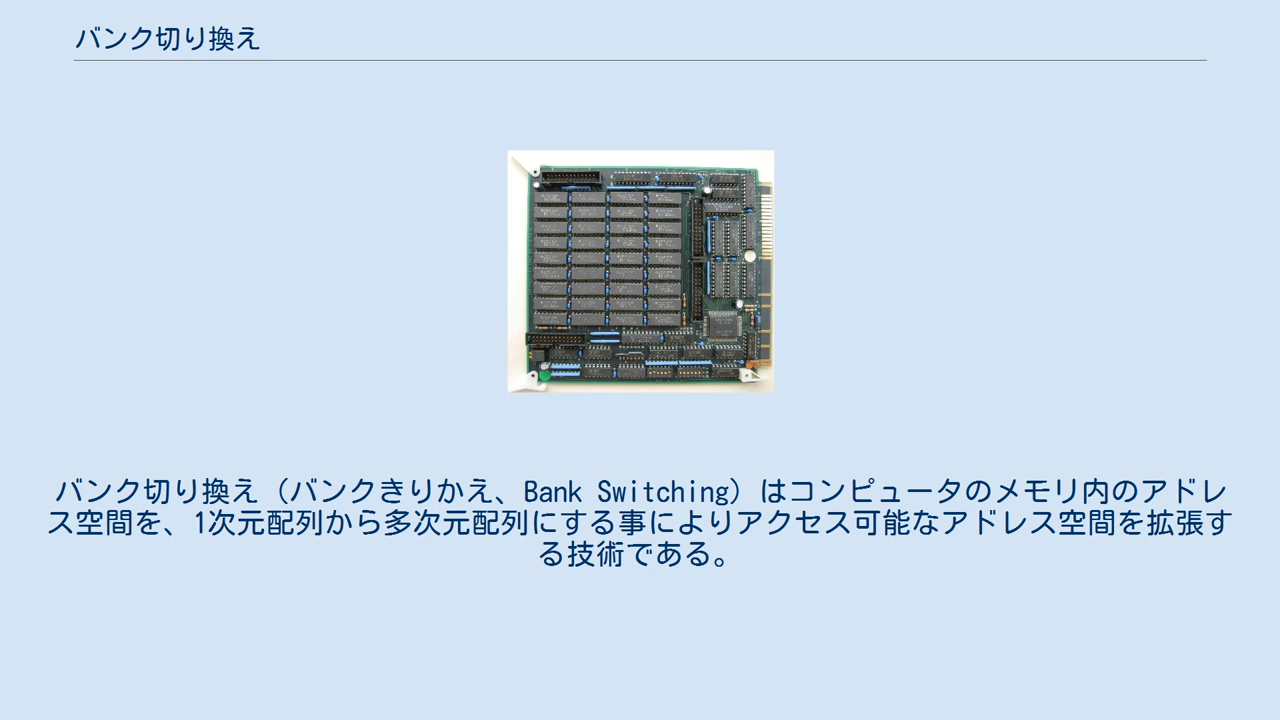 バンク切り換え
バンク切り換え（バンクきりかえ、Bank Switching）はコンピュータのメモリ内のアドレ
ス空間を、1次元配列から多次元配列にする事によりアクセス可能なアドレス空間を拡張す
る技術である。